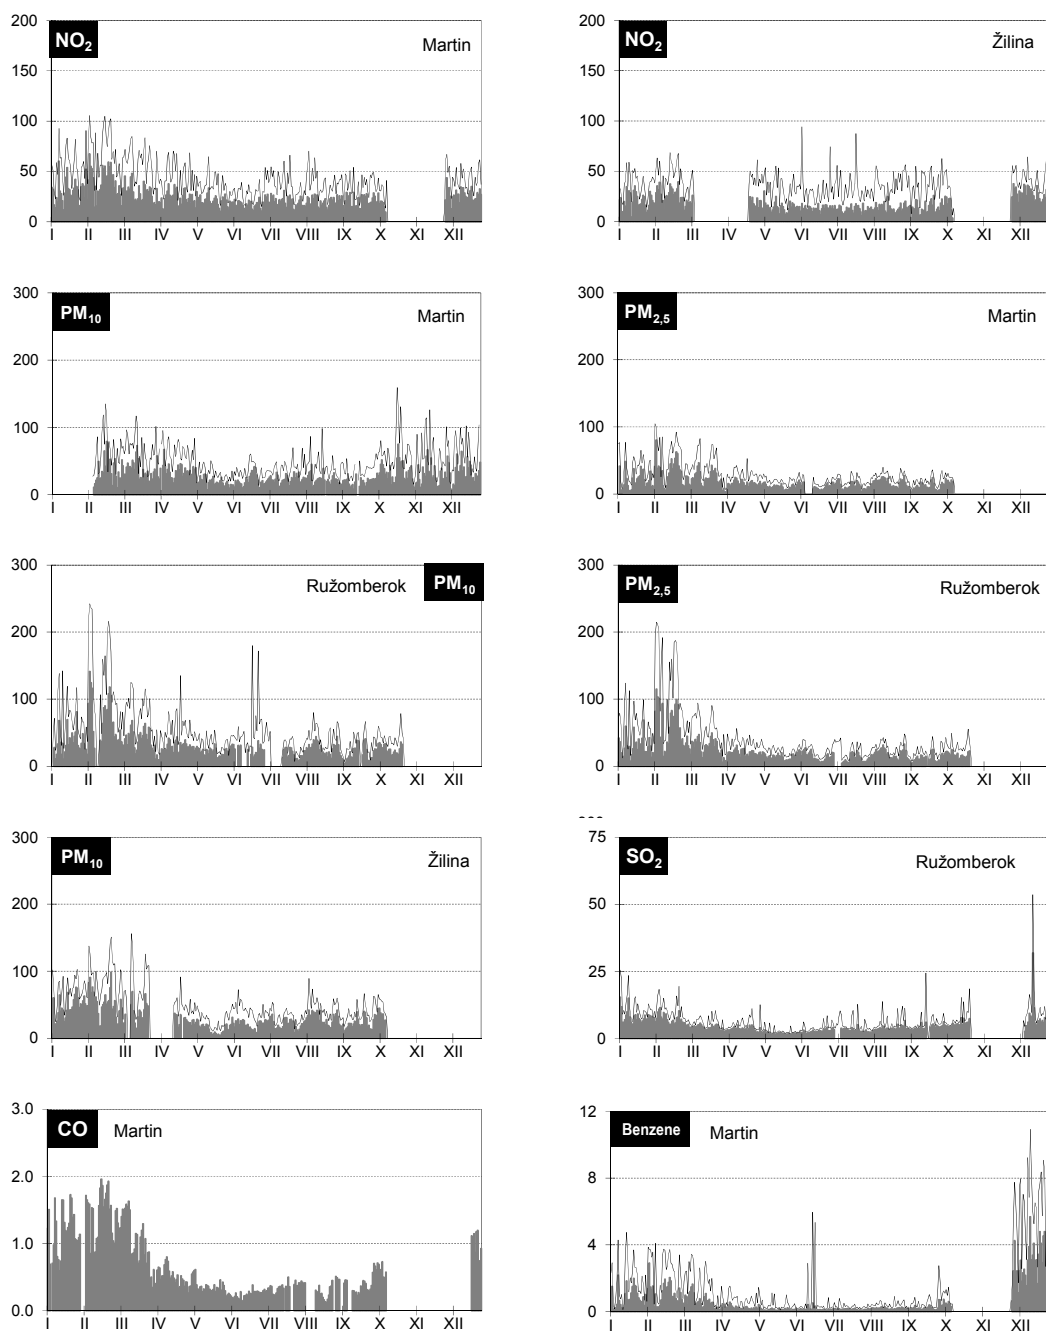 NO2 Martin
200
150
100
50
0
I II III IV V VI VII VIII IX X XI XII
NO2 Žilina
200
150
100
50
0
I II III IV V VI VII VIII IX X XI XII
PM10 Martin
300
200
100
0
I II III IV V VI VII VIII IX X XI XII
PM2,5 Martin
300
200
100
0
I II III IV V VI VII VIII IX X XI XII
Ružomberok PM10
300
200
100
0
I II III IV V VI VII VIII IX X XI XII
PM2,5 Ružomberok
300
200
100
0
I II III IV V VI VII VIII IX X XI XII
PM10 Žilina
300
200
100
0
I II III IV V VI VII VIII IX X XI XII
SO2 Ružomberok
75
50
25
0
I II III IV V VI VII VIII IX X XI XII
CO Martin
3.0
2.0
1.0
0.0
I II III IV V VI VII VIII IX X XI XII
Benzene Martin
12
8
4
0
I II III IV V VI VII VIII IX X XI XII